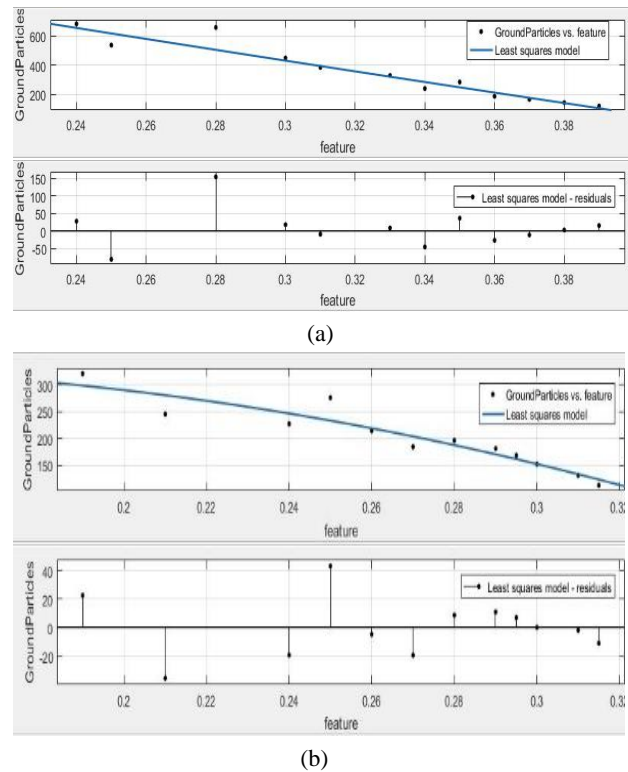 GroundParticles
600
400
200
GroundParticles vs. feature
Least squares model
0.24 0.26 0.28 0.3 0.32 0.34 0.36 0.38
feature
GroundParticles
150
100
50
0
-50
Least squares model - residuals
0.24 0.26 0.28 0.3 0.32 0.34 0.36 0.38
feature
(a)
GroundParticles
300
250
200
150
GroundParticles vs. feature
Least squares model
0.2 0.22 0.24 0.26 0.28 0.3 0.32
feature
GroundParticles
40
20
0
-20
Least squares model - residuals
0.2 0.22 0.24 0.26 0.28 0.3 0.32
feature
(b)